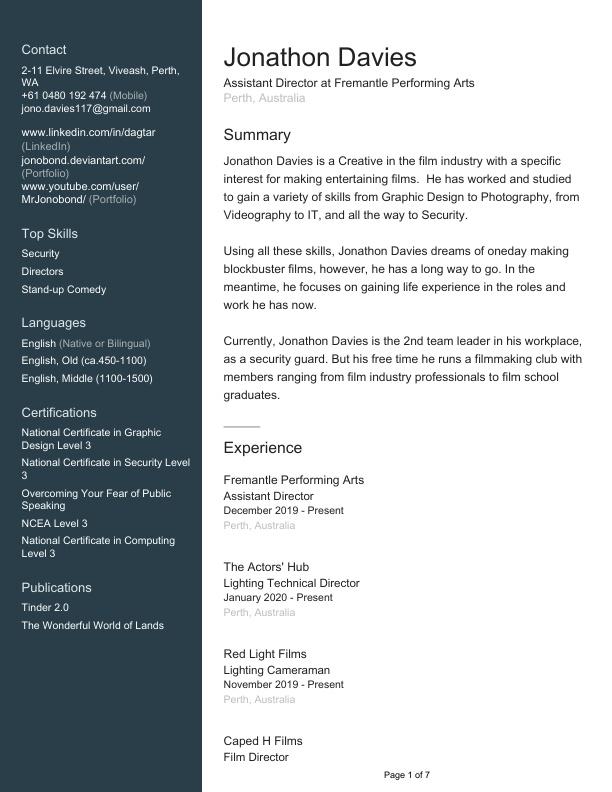 Contact
2-11 Elvire Street, Viveash, Perth,
WA
+61 0480 192 474 (Mobile)
jono.davies117@gmail.com
www.linkedin.com/in/dagtar
(LinkedIn)
jonobond.deviantart.com/
(Portfolio)
www.youtube.com/user/
MrJonobond/ (Portfolio)
Top Skills
Security
Directors
Stand-up Comedy
Languages
English (Native or Bilingual)
English, Old (ca.450-1100)
English, Middle (1100-1500)
Certifications
National Certificate in Graphic
Design Level 3
National Certificate in Security Level
3
Overcoming Your Fear of Public
Speaking
NCEA Level 3
National Certificate in Computing
Level 3
Publications
Tinder 2.0
The Wonderful World of Lands
Jonathon Davies
Assistant Director at Fremantle Performing Arts
Perth, Australia
Summary
Jonathon Davies is a Creative in the film industry with a specific
interest for making entertaining films.  He has worked and studied
to gain a variety of skills from Graphic Design to Photography, from
Videography to IT, and all the way to Security.
Using all these skills, Jonathon Davies dreams of oneday making
blockbuster films, however, he has a long way to go. In the
meantime, he focuses on gaining life experience in the roles and
work he has now.
Currently, Jonathon Davies is the 2nd team leader in his workplace,
as a security guard. But his free time he runs a filmmaking club with
members ranging from film industry professionals to film school
graduates.
Experience
Fremantle Performing Arts
Assistant Director
December 2019 - Present
Perth, Australia
The Actors' Hub
Lighting Technical Director
January 2020 - Present
Perth, Australia
Red Light Films
Lighting Cameraman
November 2019 - Present
Perth, Australia
Caped H Films
Film Director
Page 1 of 7